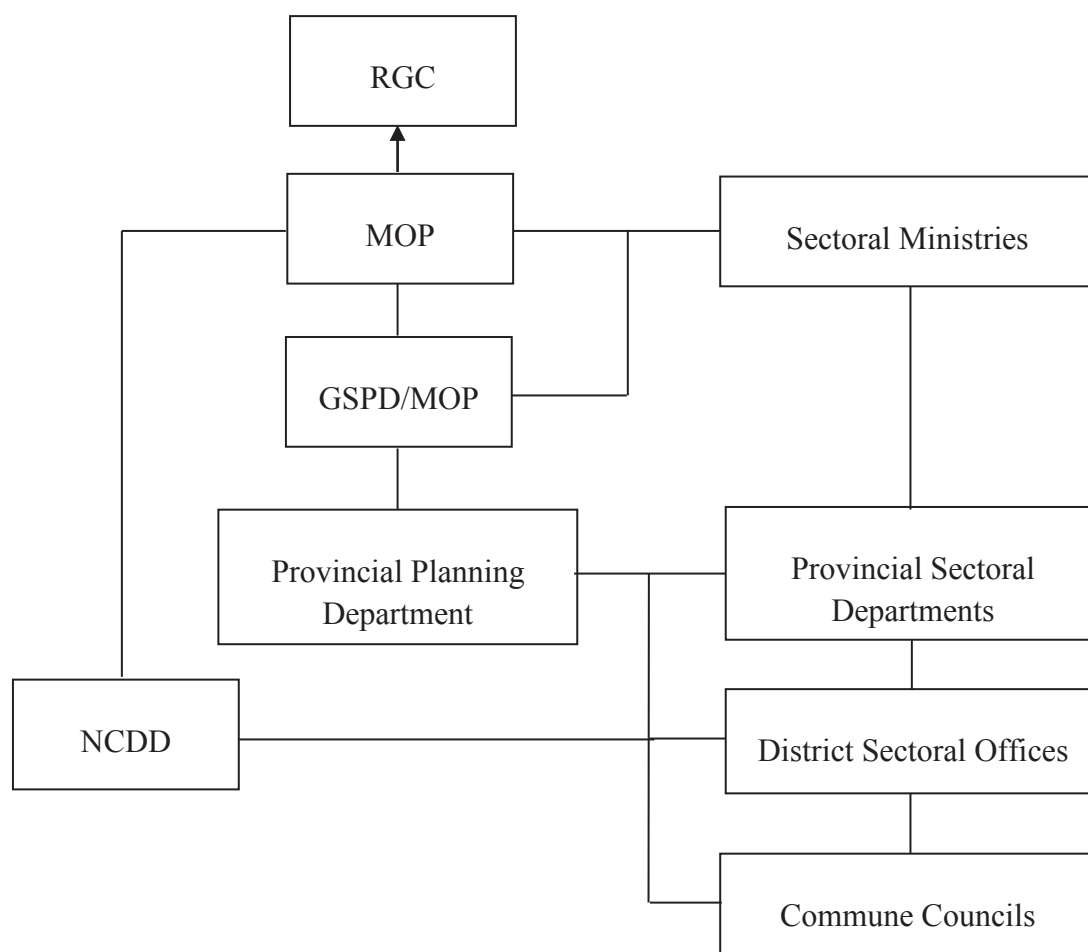 RGC
MOP
Sectoral Ministries
GSPD/MOP
Provincial Planning
Department
Provincial Sectoral
Departments
NCDD
District Sectoral Offices
Commune Councils